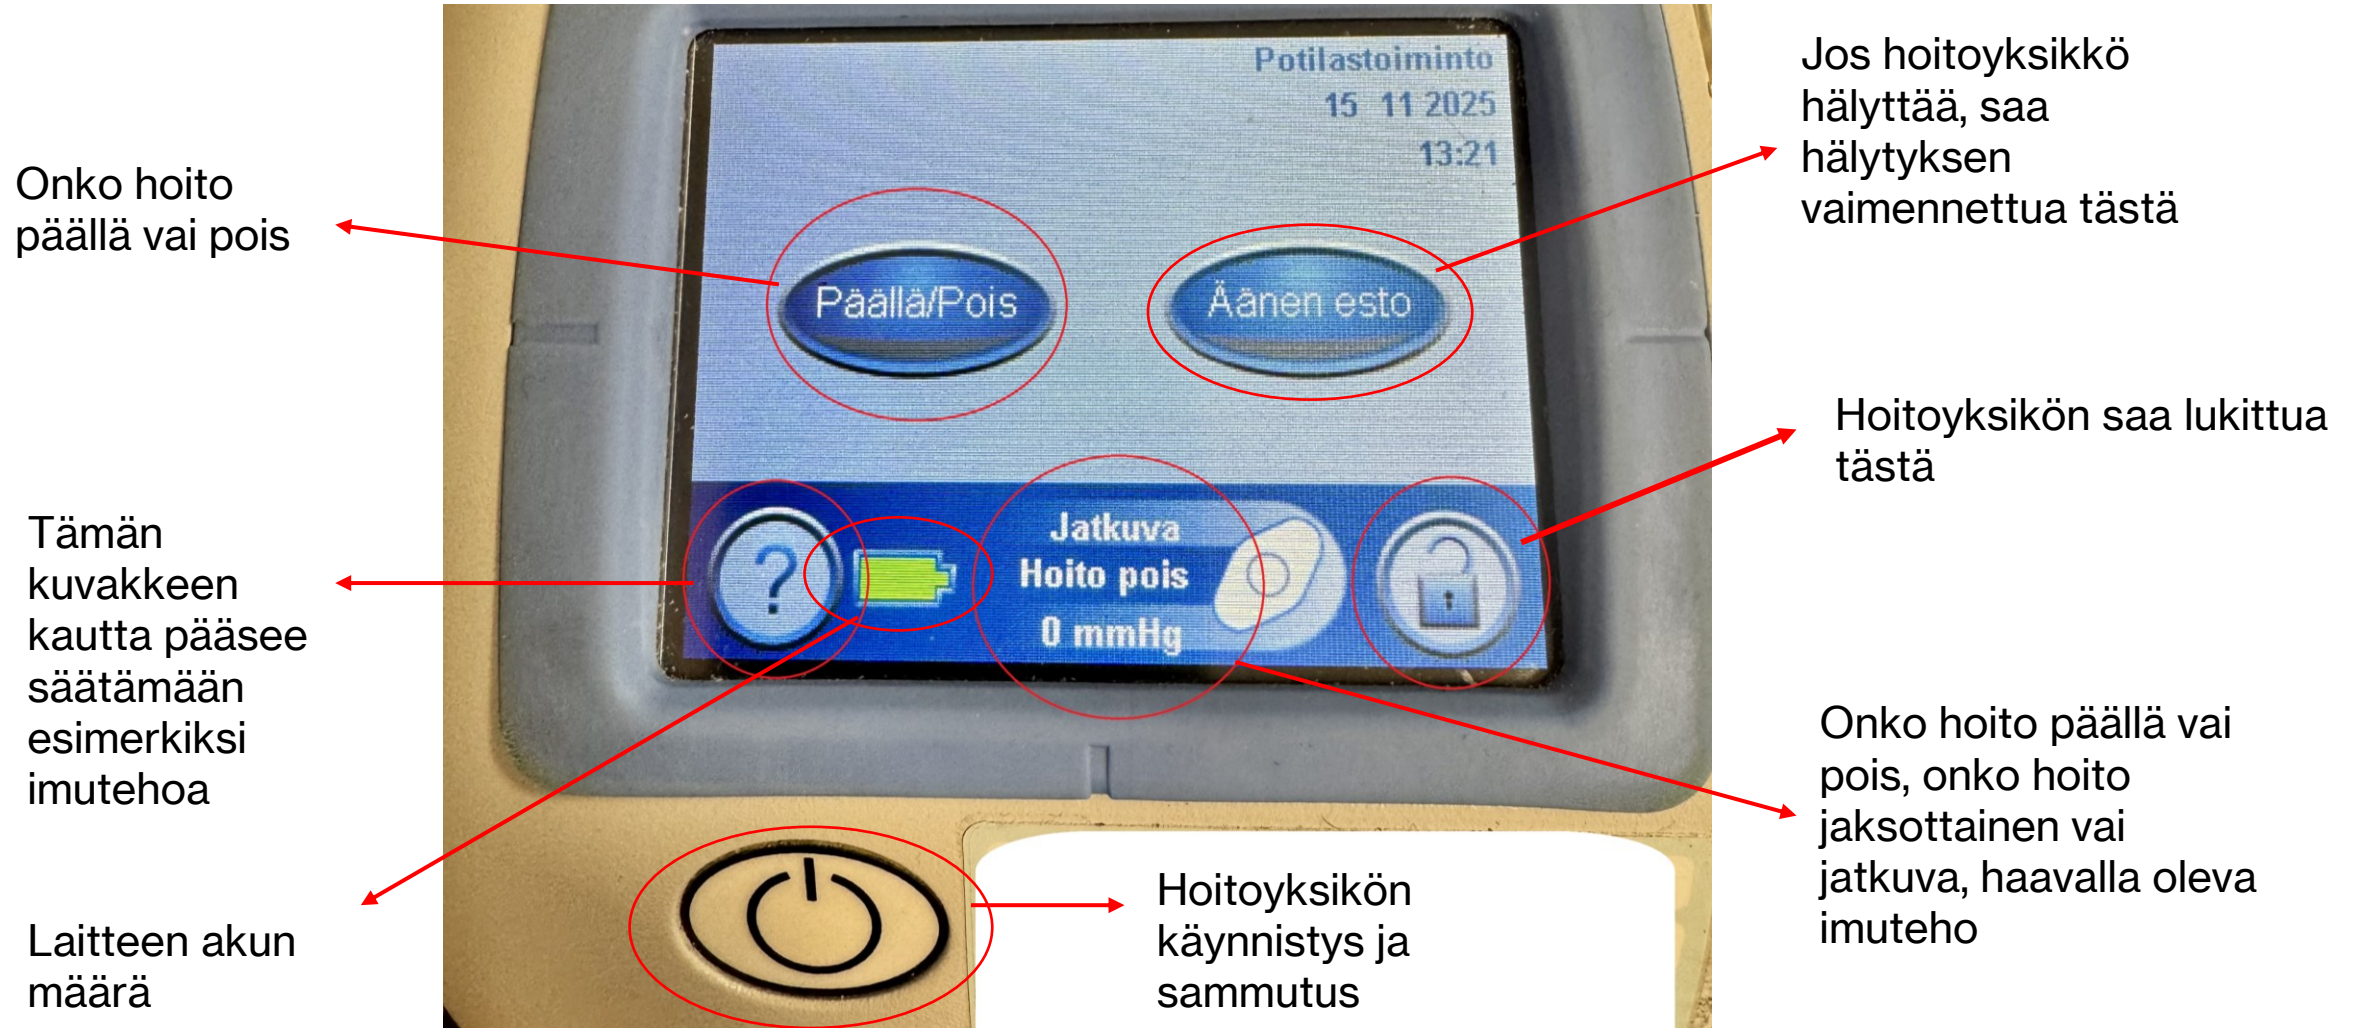 Onko hoito
päällä vai pois
Tämän
kuvakkeen
kautta pääsee
säätämään
esimerkiksi
imutehoa
Laitteen akun
määrä
Potilastoiminto
15 11 2025
13:21
Päällä/Pois
Äänen esto
?
Jatkuva
Hoito pois
0 mmHg
Hoitoyksikön
käynnistys ja
sammutus
Jos hoitoyksikkö
hälyttää, saa
hälytyksen
vaimennettua tästä
Hoitoyksikön saa lukittua
tästä
Onko hoito päällä vai
pois, onko hoito
jaksottainen vai
jatkuva, haavalla oleva
imuteho